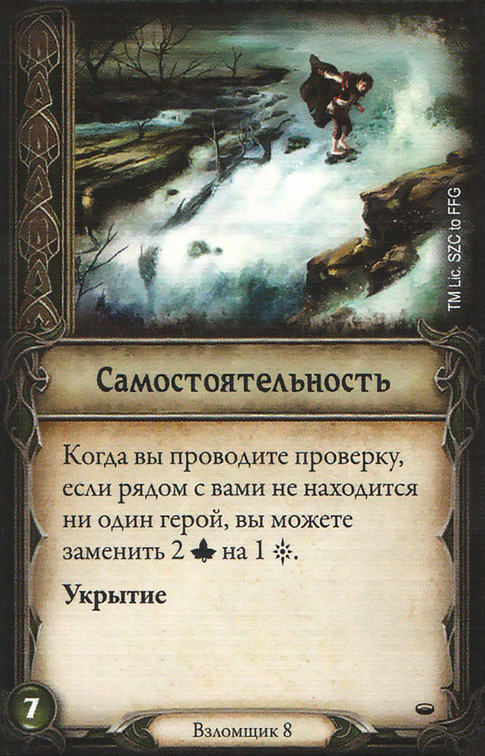 TM Lic. SZC to FFG
Самостоятельность
Когда вы проводите проверку,
если рядом с вами не находится
ни один герой, вы можете
заменить 2 на 1 .
Укрытие
7
Взломщик 8